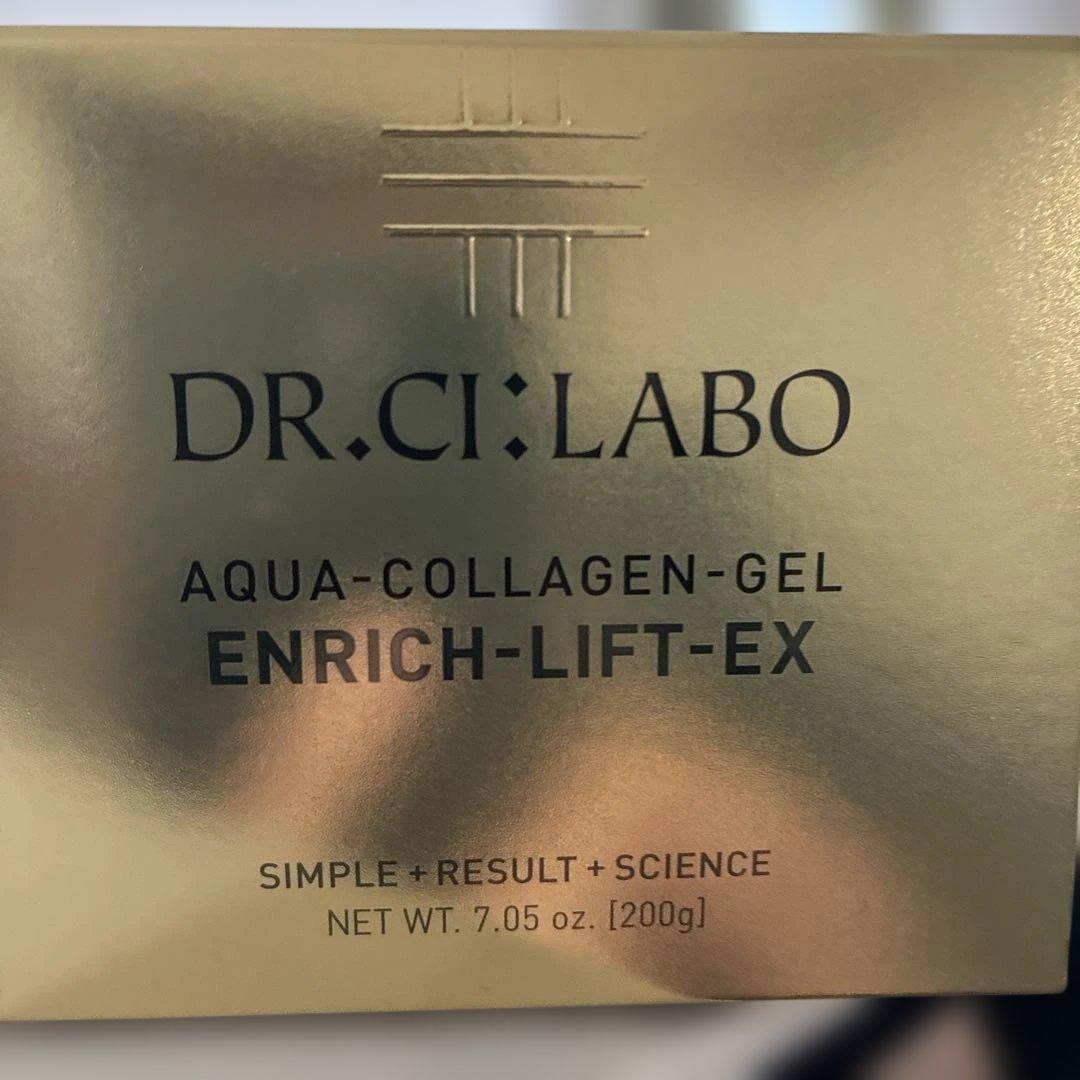 DR.CI:LABO
AQUA-COLLAGEN-GEL
ENRICH-LIFT-EX
SIMPLE + RESULT + SCIENCE
NET WT. 7.05 oz. [200g]